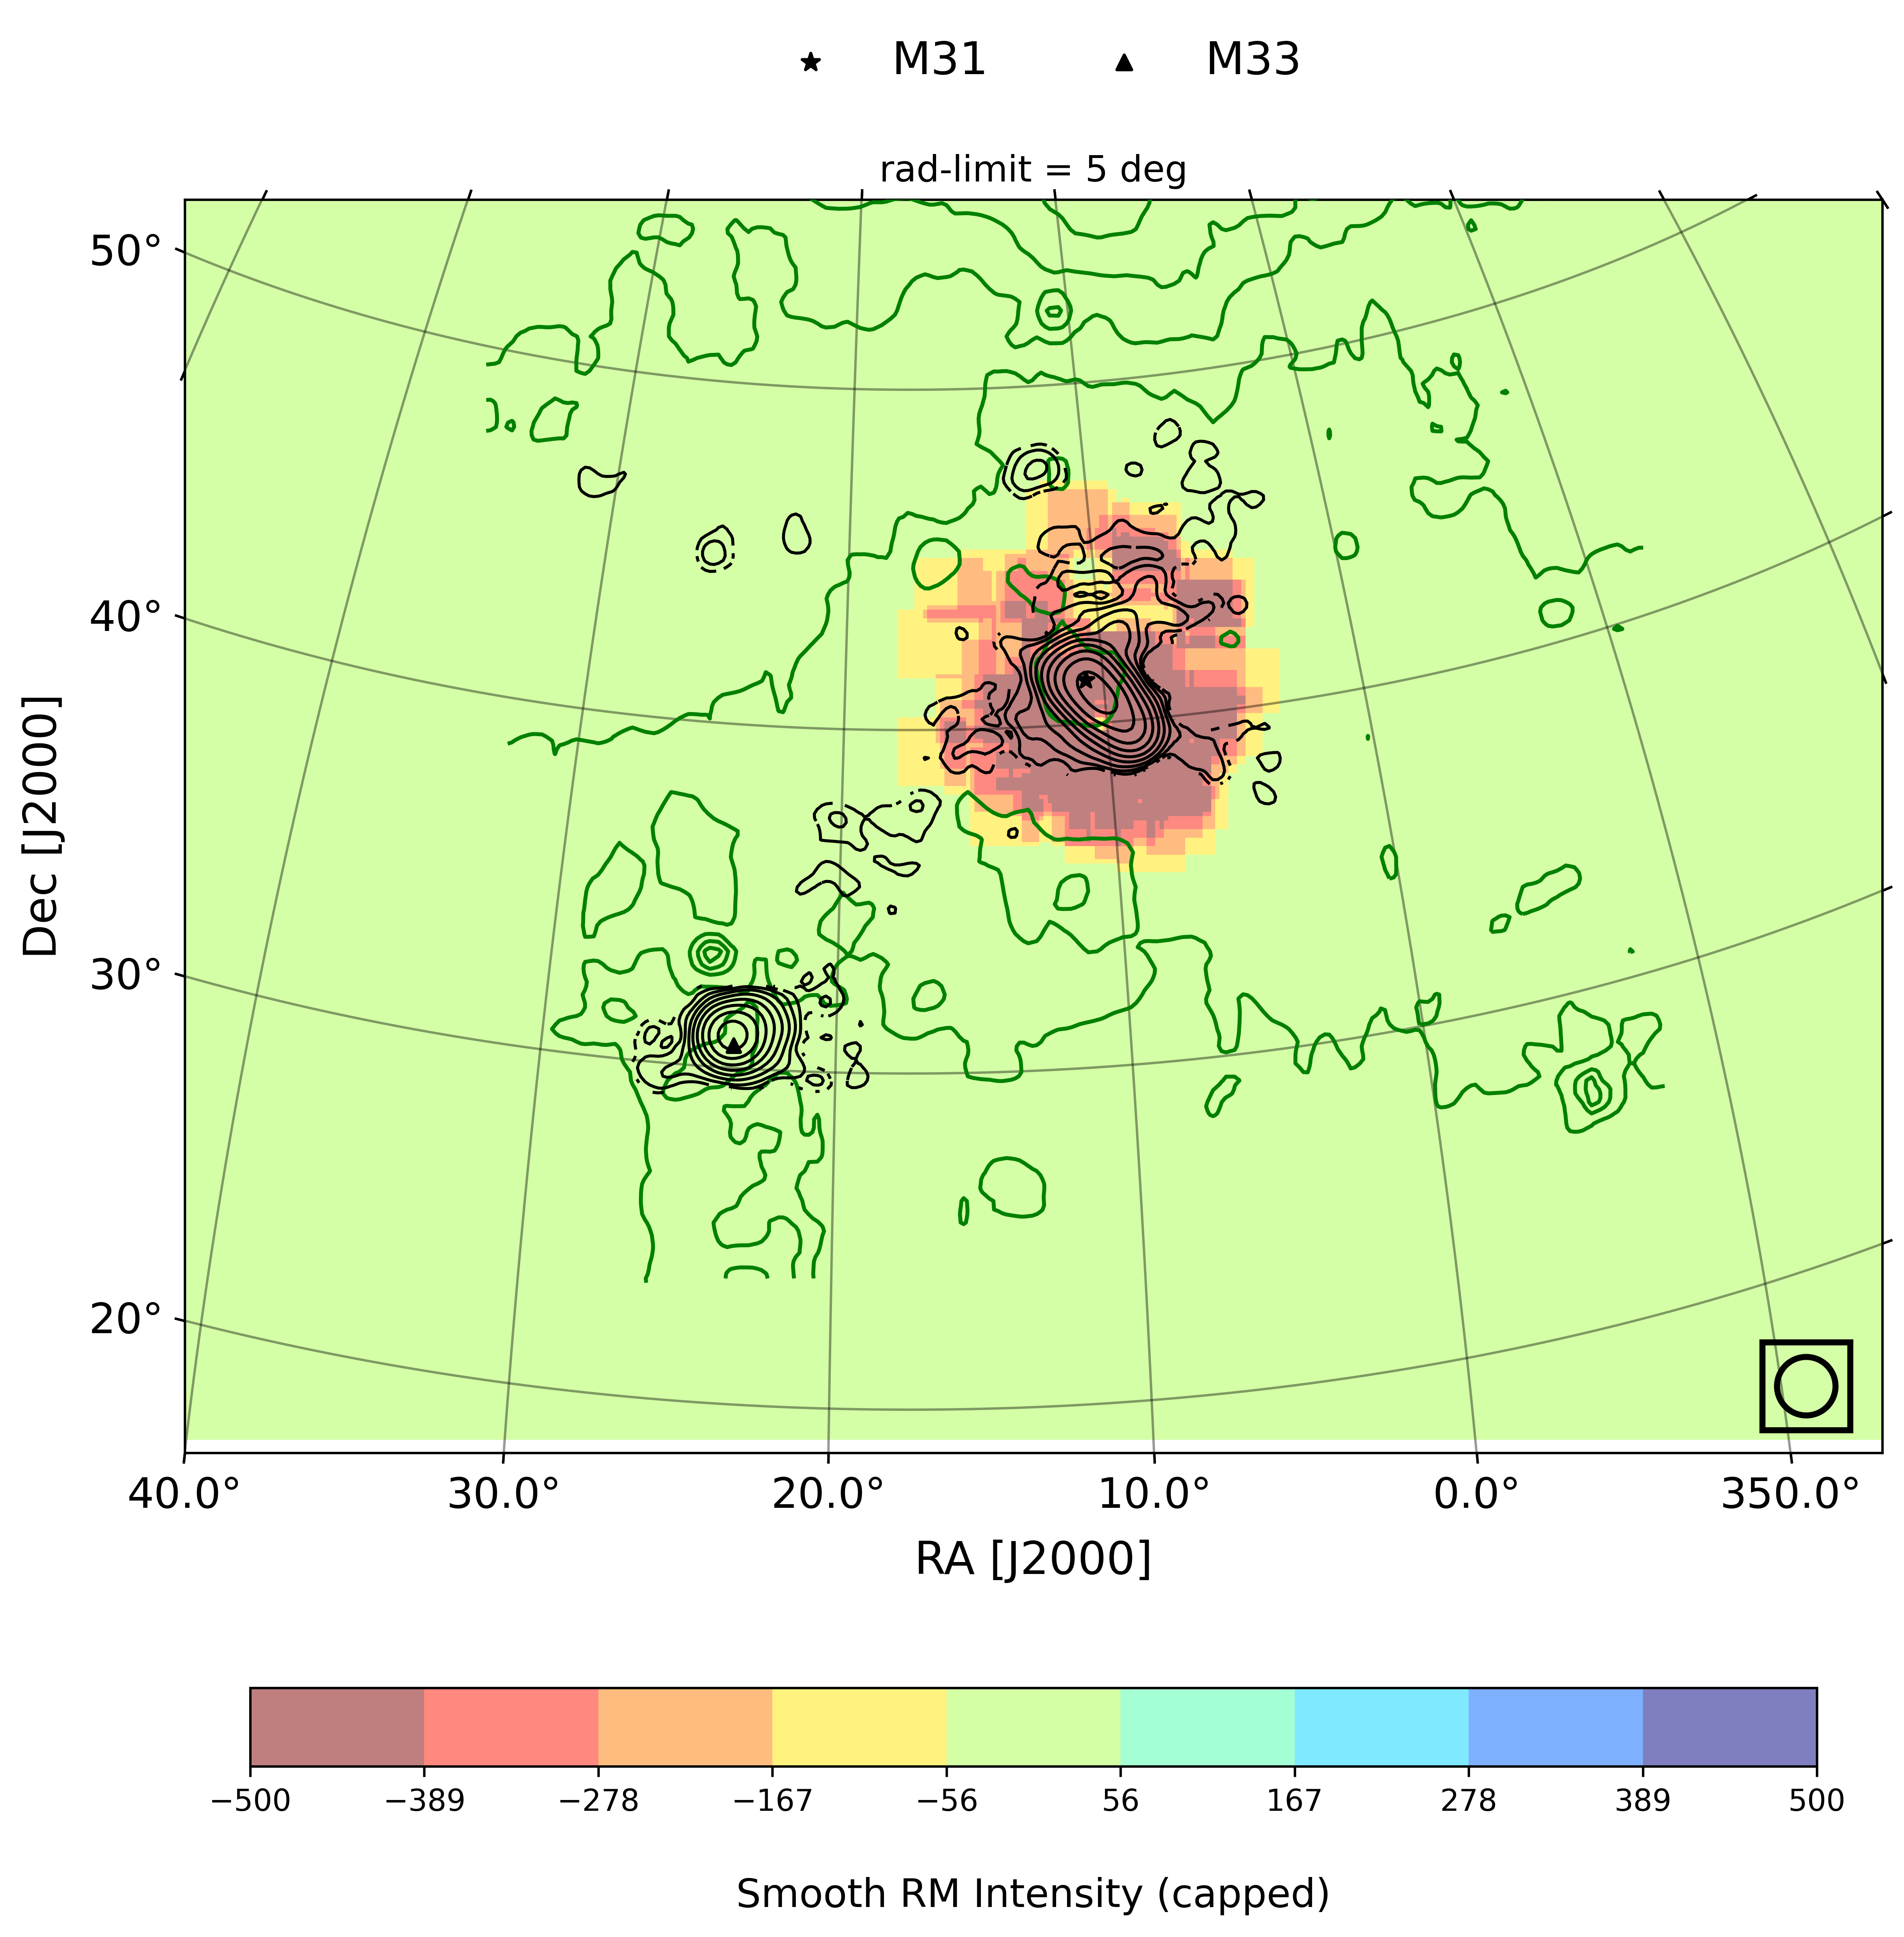 M31 M33
rad-limit = 5 deg
50°
40°
30°
20°
Dec [J2000]
40.0° 30.0° 20.0° 10.0° 0.0° 350.0°
RA [J2000]
−500 −389 −278 −167 −56 56 167 278 389 500
Smooth RM Intensity (capped)